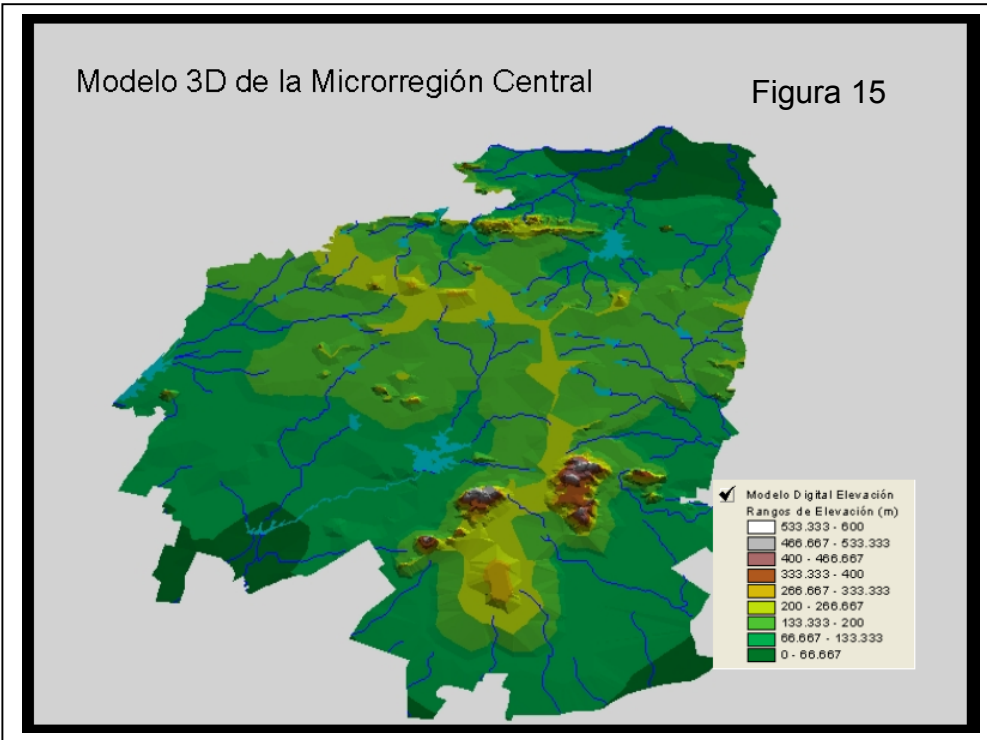 Modelo 3D de la Microrregión Central
Figura 15
Modelo Digital Elevación
Rangos de Elevación (m)
533.333 - 600
466.667 - 533.333
400 - 466.667
333.333 - 400
266.667 - 333.333
200 - 266.667
133.333 - 200
66.667 - 133.333
0 - 66.667